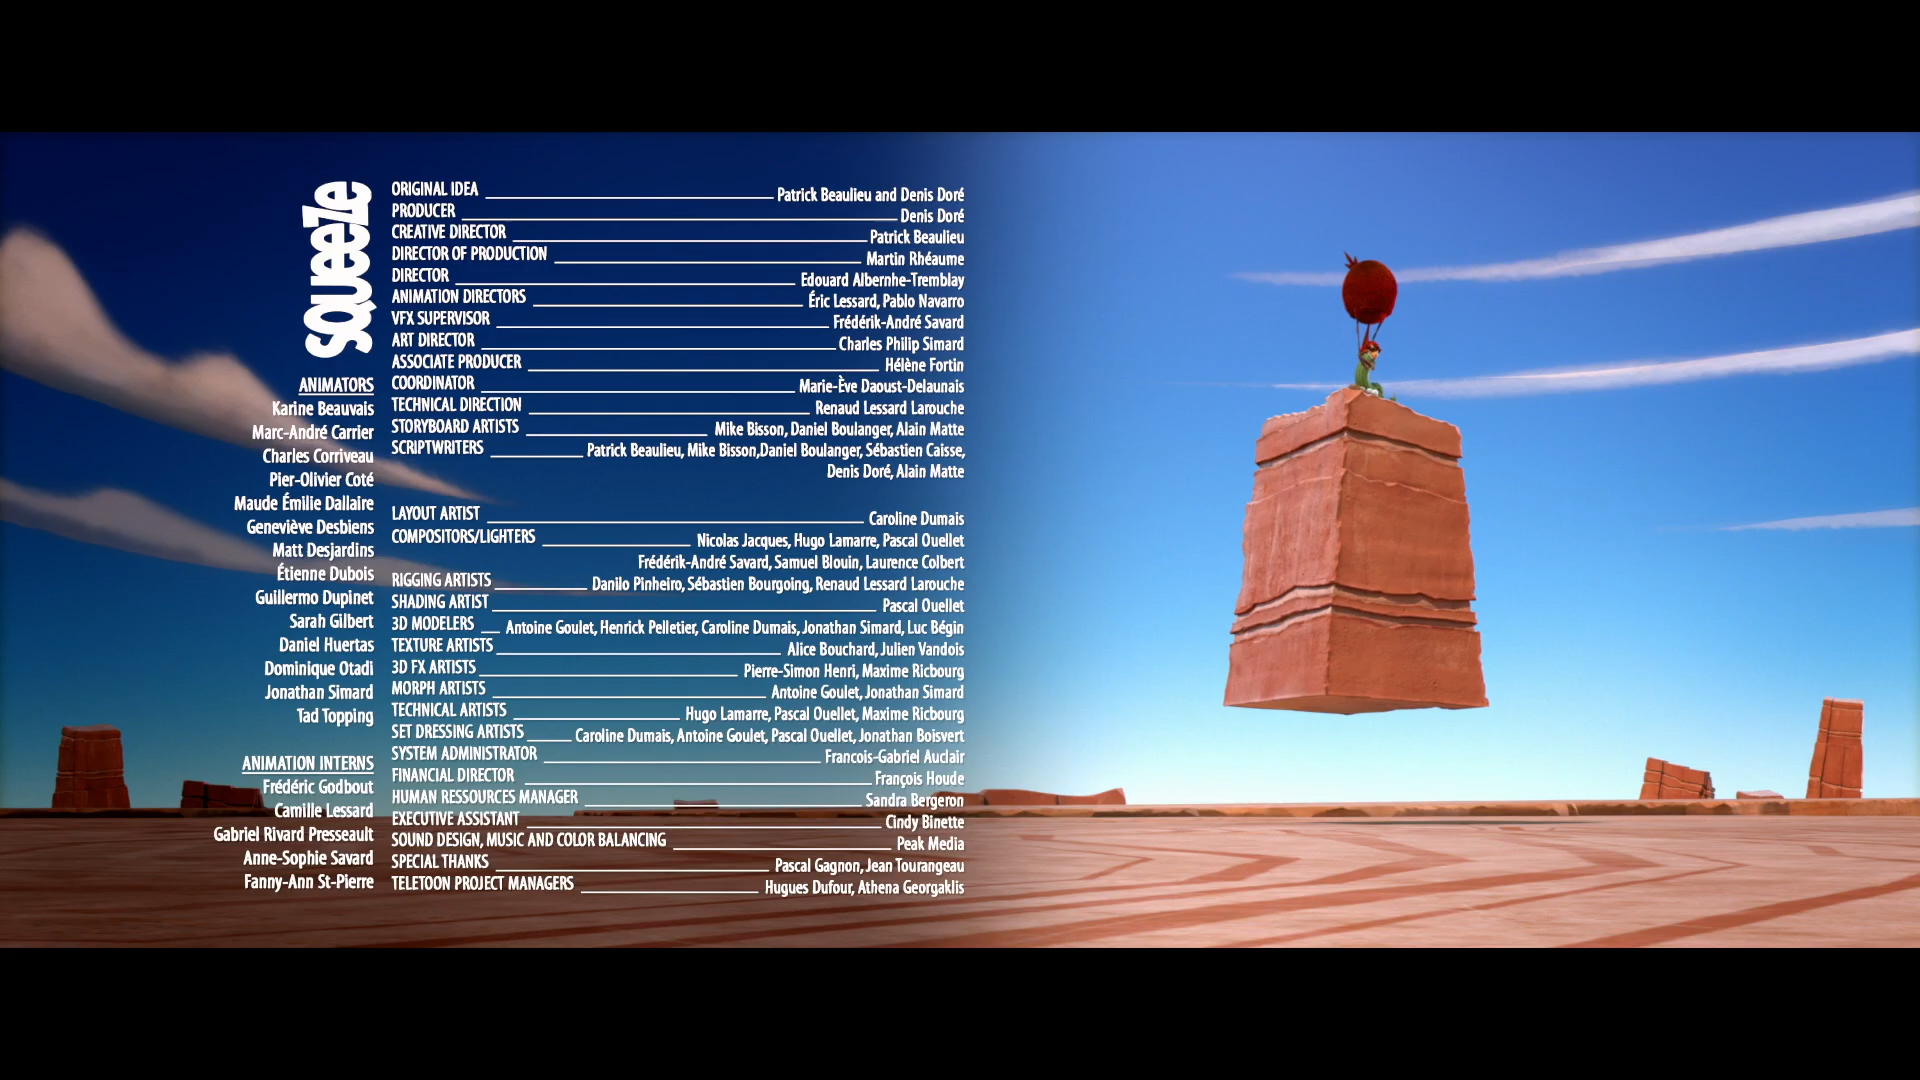 squeeze
ANIMATORS
Karine Beauvais
Marc-André Carrier
Charles Corriveau
Pier-Olivier Coté
Maude Émilie Dallaire
Geneviève Desbiens
Matt Desjardins
Étienne Dubois
Guillermo Dupinet
Sarah Gilbert
Daniel Huertas
Dominique Otadi
Jonathan Simard
Tad Topping
ANIMATION INTERNS
Frédéric Godbout
Camille Lessard
Gabriel Rivard Presseault
Anne-Sophie Savard
Fanny-Ann St-Pierre
ORIGINAL IDEA Patrick Beaulieu and Denis Doré
PRODUCER Denis Doré
CREATIVE DIRECTOR Patrick Beaulieu
DIRECTOR OF PRODUCTION Martin Rhéaume
DIRECTOR Edouard Albernhe-Tremblay
ANIMATION DIRECTORS Éric Lessard, Pablo Navarro
VFX SUPERVISOR Frédérik-André Savard
ART DIRECTOR Charles Philip Simard
ASSOCIATE PRODUCER Hélène Fortin
COORDINATOR Marie-Ève Daoust-Delaunais
TECHNICAL DIRECTION Renaud Lessard Larouche
STORYBOARD ARTISTS Mike Bisson, Daniel Boulanger, Alain Matte
SCRIPTWRITERS Patrick Beaulieu, Mike Bisson,Daniel Boulanger, Sébastien Caisse,
Denis Doré, Alain Matte
LAYOUT ARTIST Caroline Dumais
COMPOSITORS/LIGHTERS Nicolas Jacques, Hugo Lamarre, Pascal Ouellet
Frédérik-André Savard, Samuel Blouin, Laurence Colbert
RIGGING ARTISTS Danilo Pinheiro, Sébastien Bourgoing, Renaud Lessard Larouche
SHADING ARTIST Pascal Ouellet
3D MODELERS Antoine Goulet, Henrick Pelletier, Caroline Dumais, Jonathan Simard, Luc Bégin
TEXTURE ARTISTS Alice Bouchard, Julien Vandois
3D FX ARTISTS Pierre-Simon Henri, Maxime Ricbourg
MORPH ARTISTS Antoine Goulet, Jonathan Simard
TECHNICAL ARTISTS Hugo Lamarre, Pascal Ouellet, Maxime Ricbourg
SET DRESSING ARTISTS Caroline Dumais, Antoine Goulet, Pascal Ouellet, Jonathan Boisvert
SYSTEM ADMINISTRATOR Francois-Gabriel Auclair
FINANCIAL DIRECTOR François Houde
HUMAN RESSOURCES MANAGER Sandra Bergeron
EXECUTIVE ASSISTANT Cindy Binette
SOUND DESIGN, MUSIC AND COLOR BALANCING Peak Media
SPECIAL THANKS Pascal Gagnon, Jean Tourangeau
TELETOON PROJECT MANAGERS Hugues Dufour, Athena Georgaklis